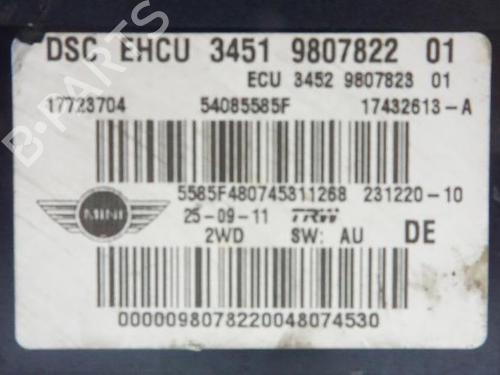 DSC EHCU 3451 9807822 01
ECU 3452 9807823 01
17723704 54085585F 17432613-A
5585F480745311268 231220-10
MINI 25-09-11 TRW
2WD SW: AU DE
0000098078220048074530
B-PARTS